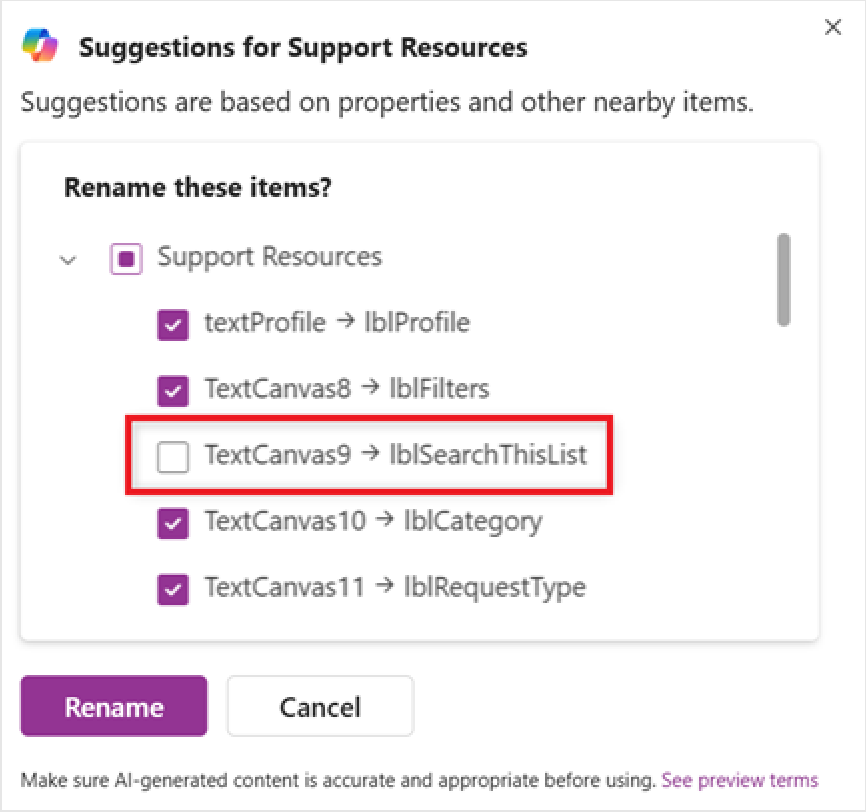 Suggestions for Support Resources
Suggestions are based on properties and other nearby items.
Rename these items?
Support Resources
textProfile → lblProfile
TextCanvas8 → lblFilters
TextCanvas9 → lblSearchThisList
TextCanvas10 → lblCategory
TextCanvas11 → lblRequestType
Rename Cancel
Make sure AI-generated content is accurate and appropriate before using. See preview terms